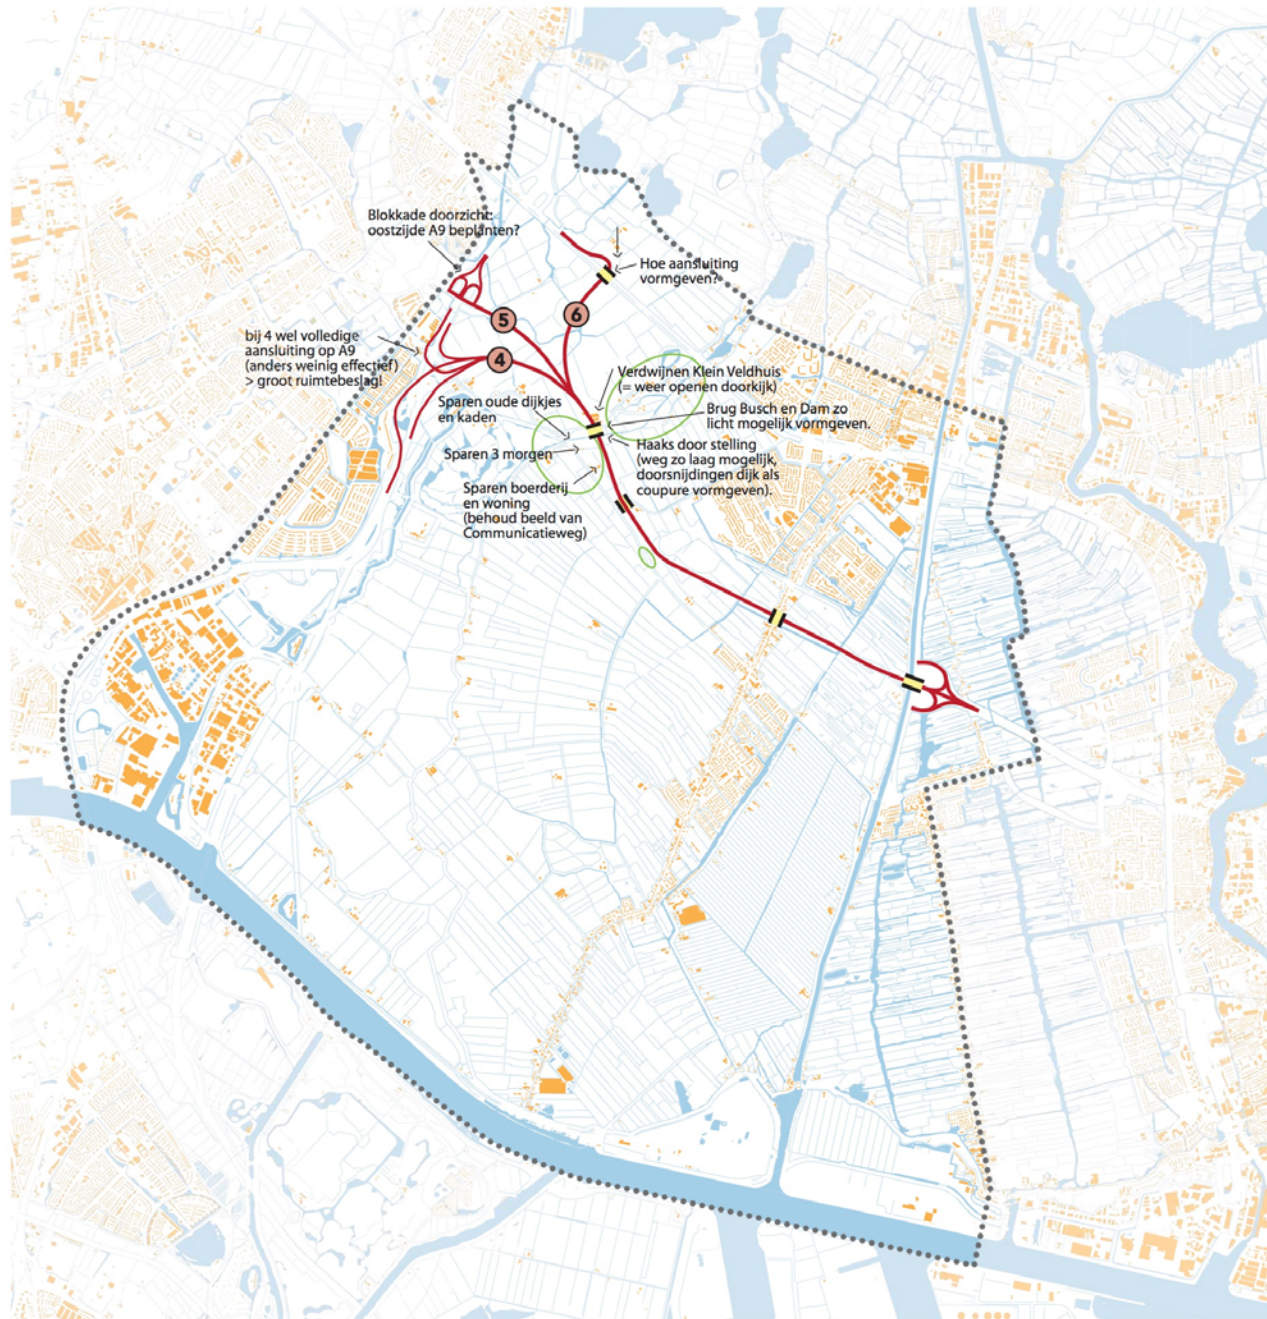 Blokkade doorzicht:
oostzijde A9 beplanten?
Hoe aansluiting
vormgeven?
6
5
bij 4 wel volledige
aansluiting op A9
(anders weinig effectief)
> groot ruimtebeslag!
4
Verdwijnen Klein Veldhuis
(= weer openen doorkijk)
Sparen oude dijkjes
en kaden
Brug Busch en Dam zo
licht mogelijk vormgeven.
Sparen 3 morgen
Haaks door stelling
(weg zo laag mogelijk,
doorsnijdingen dijk als
coupure vormgeven).
Sparen boerderij
en woning
(behoud beeld van
Communicatieweg)